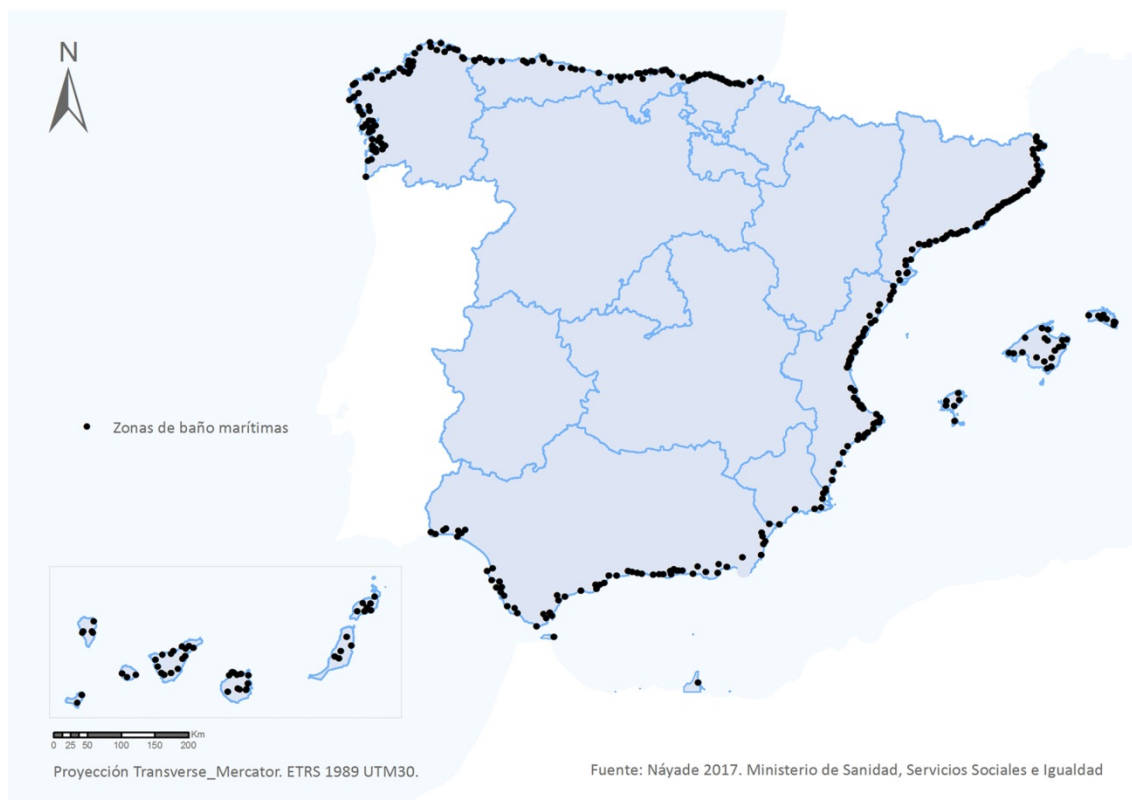 N
Zonas de baño marítimas
Km
0 25 50 100 150 200
Proyección Transverse_Mercator. ETRS 1989 UTM30.
Fuente: Náyade 2017. Ministerio de Sanidad, Servicios Sociales e Igualdad